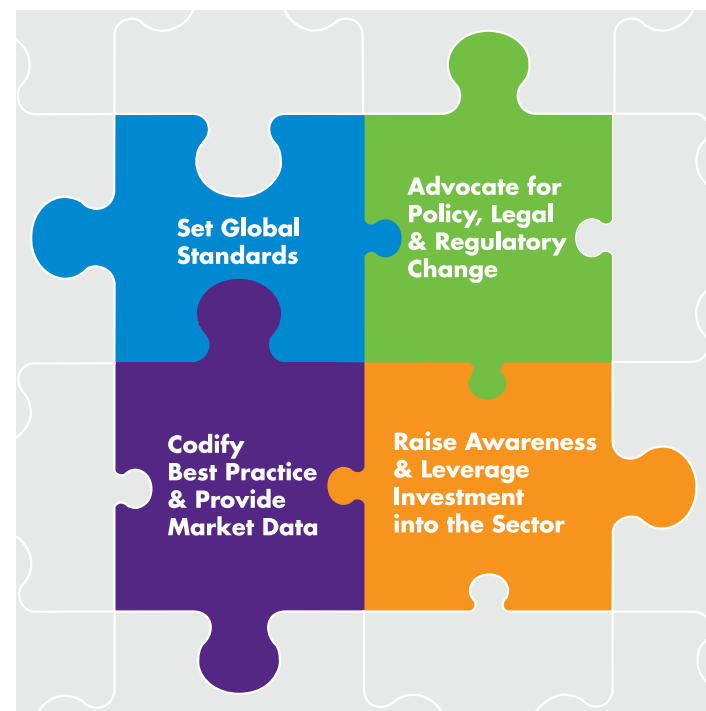 Set Global
Standards
Advocate for
Policy, Legal
& Regulatory
Change
Codify
Best Practice
& Provide
Market Data
Raise Awareness
& Leverage
Investment
into the Sector